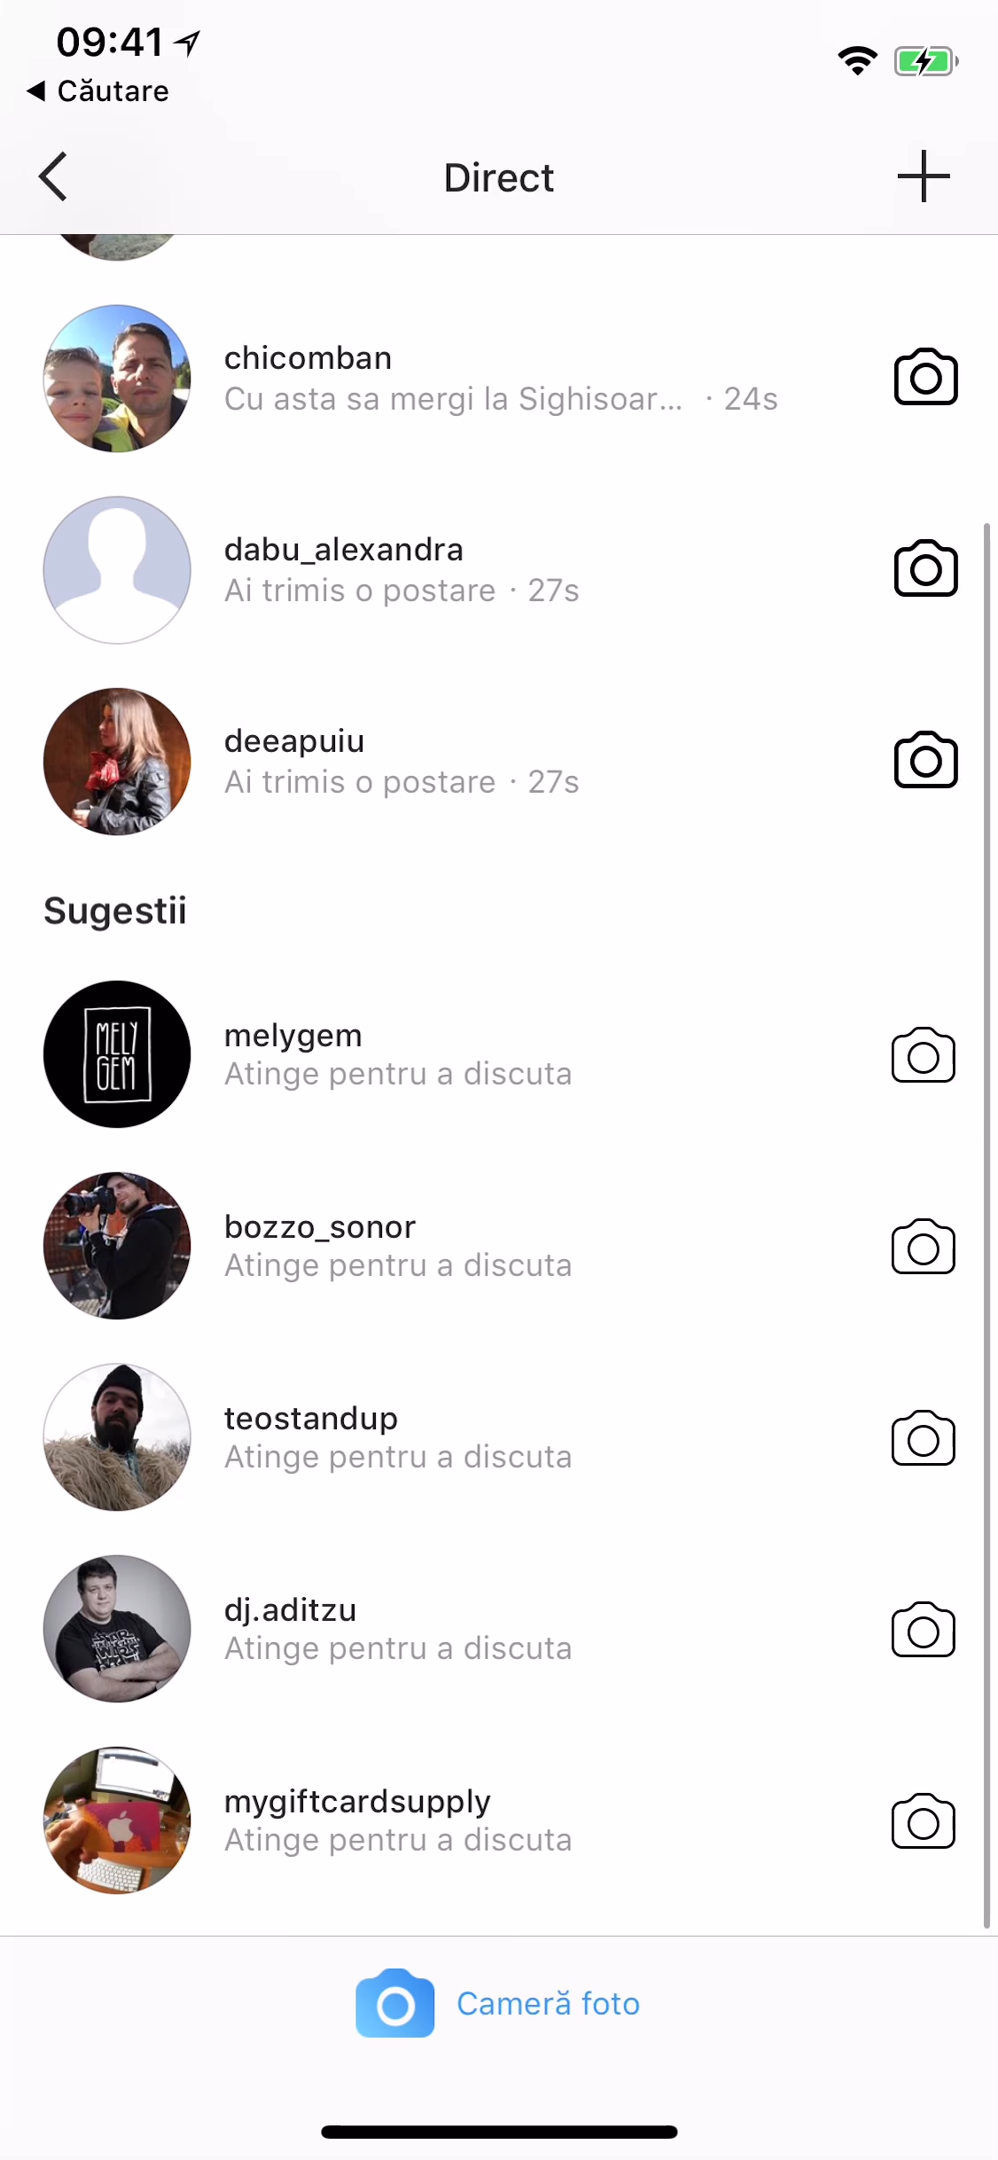 09:41
◀ Căutare
Direct
chicomban
Cu asta sa mergi la Sighisoar... · 24s
dabu_alexandra
Ai trimis o postare · 27s
deeapuiu
Ai trimis o postare · 27s
Sugestii
MELY
GEM
melygem
Atinge pentru a discuta
bozzo_sonor
Atinge pentru a discuta
teostandup
Atinge pentru a discuta
STAR
WARS
dj.aditzu
Atinge pentru a discuta
mygiftcardsupply
Atinge pentru a discuta
Cameră foto